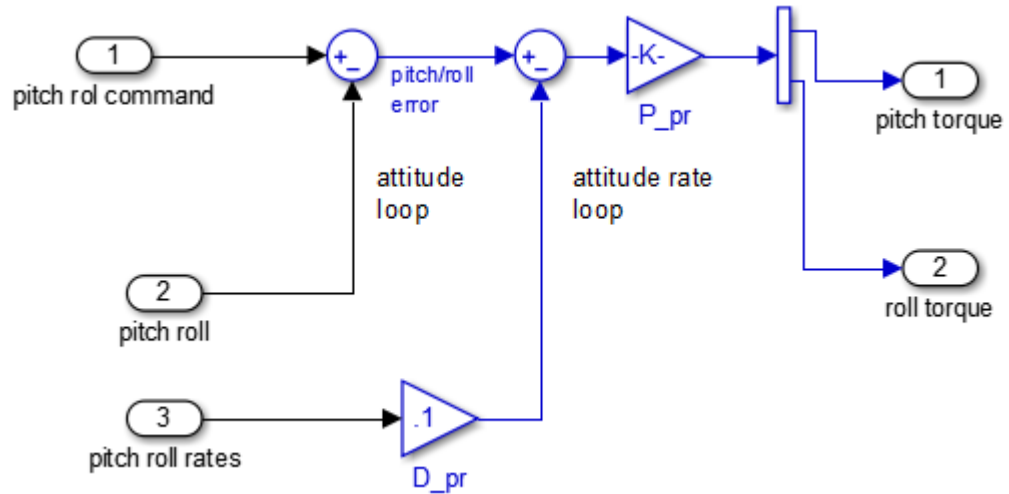 1
pitch rol command
+
-
pitch/roll
error
+
-
-K-
P_pr
1
pitch torque
attitude
loop
attitude rate
loop
2
pitch roll
2
roll torque
3
pitch roll rates
.1
D_pr